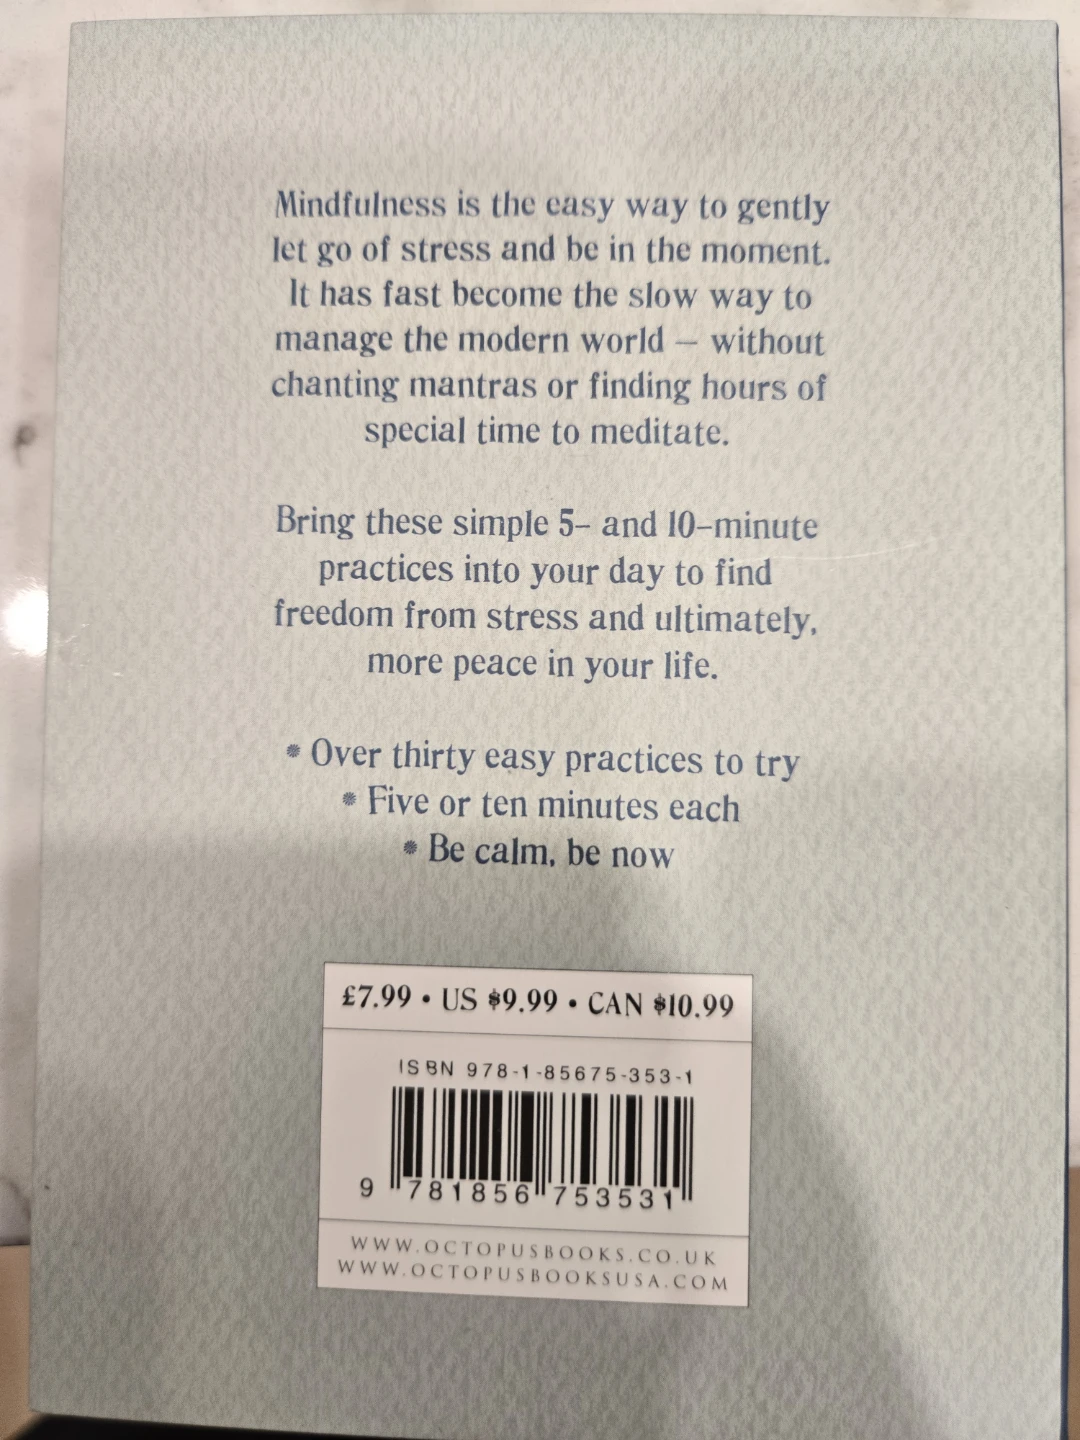 Mindfulness is the easy way to gently
let go of stress and be in the moment.
It has fast become the slow way to
manage the modern world – without
chanting mantras or finding hours of
special time to meditate.
Bring these simple 5- and 10-minute
practices into your day to find
freedom from stress and ultimately,
more peace in your life.
• Over thirty easy practices to try
• Five or ten minutes each
• Be calm, be now
£7.99 • US $9.99 • CAN $10.99
ISBN 978-1-85675-353-1
9 781856 753531
WWW.OCTOPUSBOOKS.CO.UK
WWW.OCTOPUSBOOKSUSA.COM